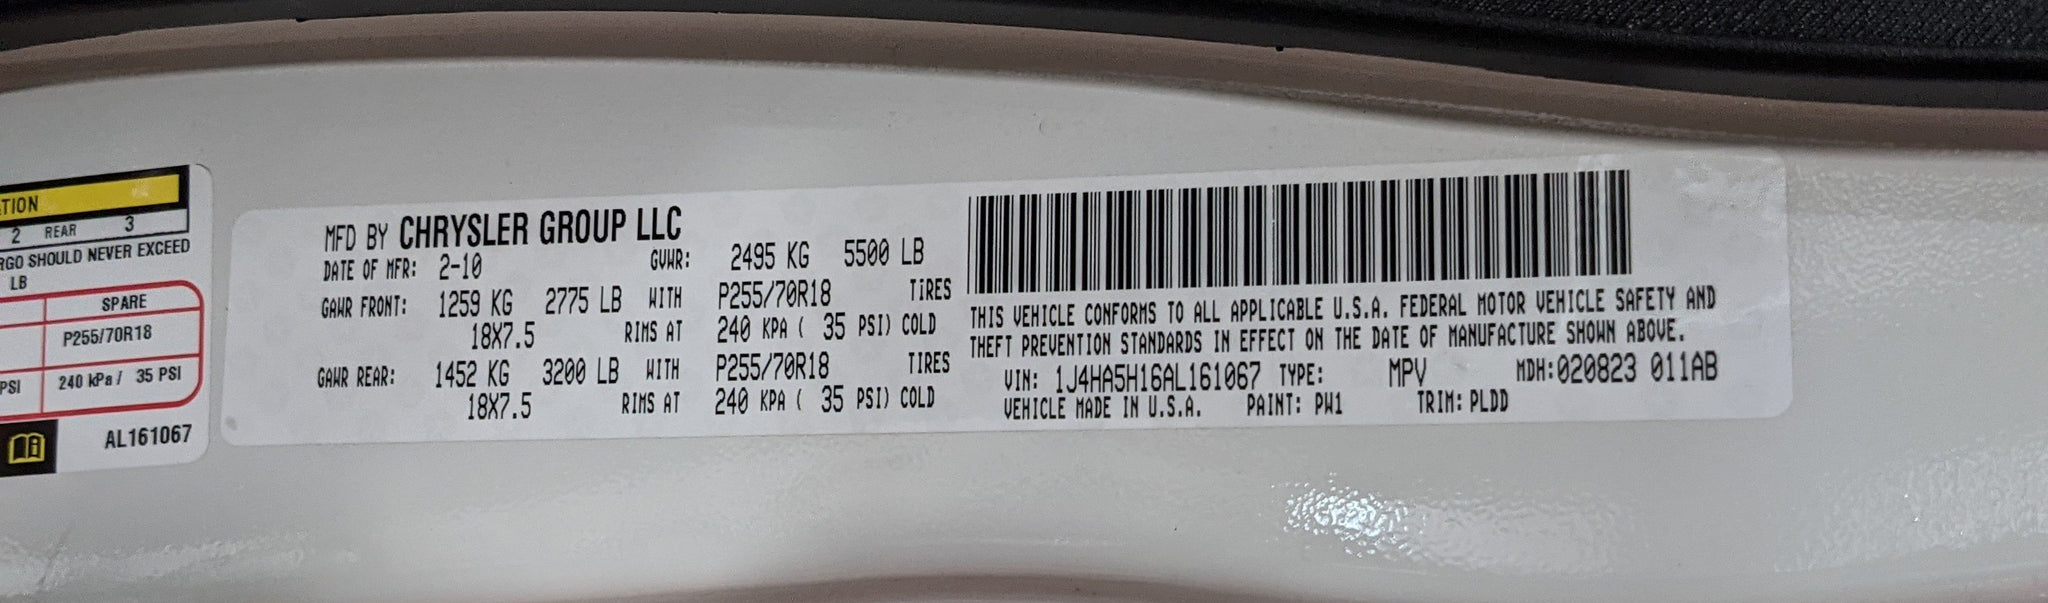 ATION
2 REAR 3
RGO SHOULD NEVER EXCEED
LB
SPARE
P255/70R18
PSI 240 kPa / 35 PSI
AL161067
MFD BY CHRYSLER GROUP LLC
DATE OF MFR: 2-10 GVWR: 2495 KG 5500 LB
GAWR FRONT: 1259 KG 2775 LB WITH P255/70R18 TIRES
18X7.5 RIMS AT 240 KPA ( 35 PSI) COLD
GAWR REAR: 1452 KG 3200 LB WITH P255/70R18 TIRES
18X7.5 RIMS AT 240 KPA ( 35 PSI) COLD
THIS VEHICLE CONFORMS TO ALL APPLICABLE U.S.A. FEDERAL MOTOR VEHICLE SAFETY AND
THEFT PREVENTION STANDARDS IN EFFECT ON THE DATE OF MANUFACTURE SHOWN ABOVE.
VIN: 1J4HA5H16AL161067 TYPE: MPV MDH:020823 011AB
VEHICLE MADE IN U.S.A. PAINT: PW1 TRIM: PLDD